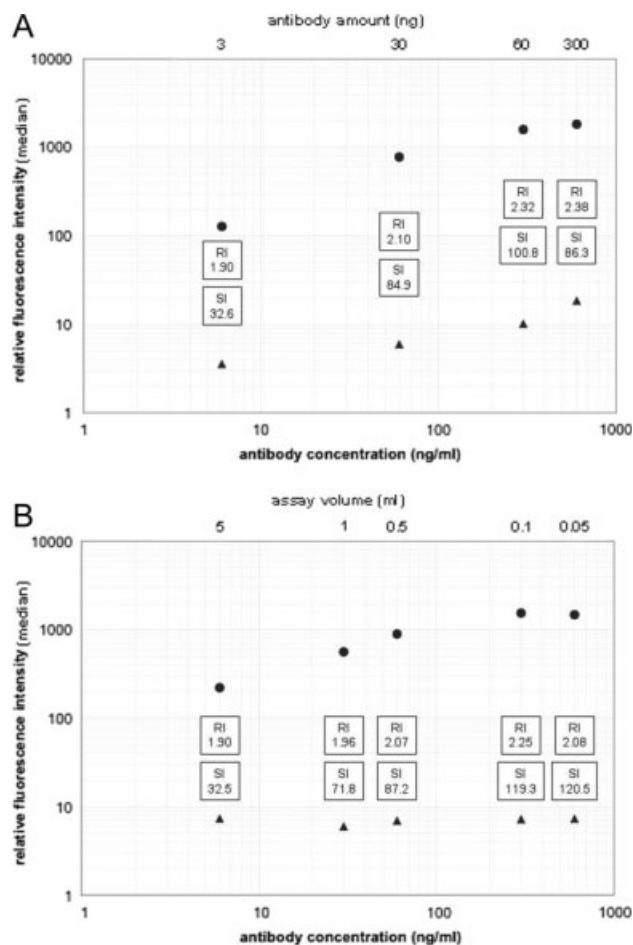 A
antibody amount (ng)
3 30 60 300
10000
1000
100
10
1
relative fluorescence intensity (median)
RI
1.90
SI
32.6
RI
2.10
SI
84.9
RI
2.32
SI
100.8
RI
2.38
SI
86.3
1 10 100 1000
antibody concentration (ng/ml)
B
assay volume (ml)
5 1 0.5 0.1 0.05
10000
1000
100
10
1
relative fluorescence intensity (median)
RI
1.90
SI
32.5
RI
1.96
SI
71.8
RI
2.07
SI
87.2
RI
2.25
SI
119.3
RI
2.08
SI
120.5
1 10 100 1000
antibody concentration (ng/ml)